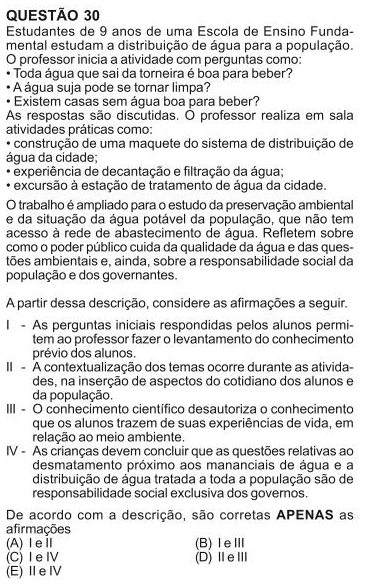 QUESTÃO 30
Estudantes de 9 anos de uma Escola de Ensino Funda-
mental estudam a distribuição de água para a população.
O professor inicia a atividade com perguntas como:
• Toda água que sai da torneira é boa para beber?
• A água suja pode se tornar limpa?
• Existem casas sem água boa para beber?
As respostas são discutidas. O professor realiza em sala
atividades práticas como:
• construção de uma maquete do sistema de distribuição de
água da cidade;
• experiência de decantação e filtração da água;
• excursão à estação de tratamento de água da cidade.
O trabalho é ampliado para o estudo da preservação ambiental
e da situação da água potável da população, que não tem
acesso à rede de abastecimento de água. Refletem sobre
como o poder público cuida da qualidade da água e das ques-
tões ambientais e, ainda, sobre a responsabilidade social da
população e dos governantes.
A partir dessa descrição, considere as afirmações a seguir.
I - As perguntas iniciais respondidas pelos alunos permi-
tem ao professor fazer o levantamento do conhecimento
prévio dos alunos.
II - A contextualização dos temas ocorre durante as ativida-
des, na inserção de aspectos do cotidiano dos alunos e
da população.
III - O conhecimento científico desautoriza o conhecimento
que os alunos trazem de suas experiências de vida, em
relação ao meio ambiente.
IV - As crianças devem concluir que as questões relativas ao
desmatamento próximo aos mananciais de água e a
distribuição de água tratada a toda a população são de
responsabilidade social exclusiva dos governos.
De acordo com a descrição, são corretas APENAS as
afirmações
(A) I e II (B) I e III
(C) I e IV (D) II e III
(E) II e IV